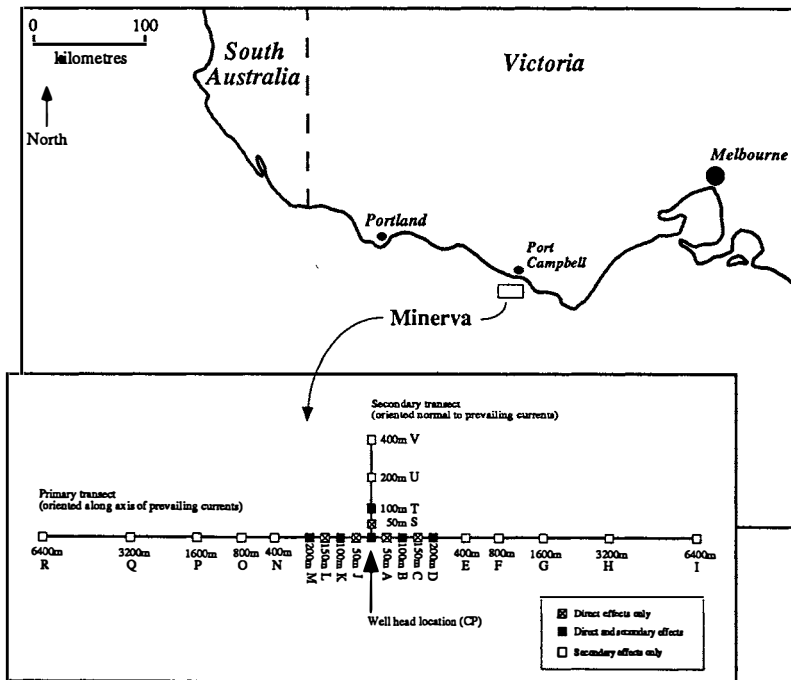 0 100
kilometres
North
South
Australia
Victoria
Melbourne
Portland
Port
Campbell
Minerva
Secondary transect
(oriented normal to prevailing currents)
400m V
200m U
100m T
50m S
Primary transect
(oriented along axis of prevailing currents)
6400m 3200m 1600m 800m 400m 200m 150m 100m 50m 50m 100m 150m 200m 400m 800m 1600m 3200m 6400m
R Q P O N M L K J A B C D E F G H I
Well head location (CP)
Direct effects only
Direct and secondary effects
Secondary effects only